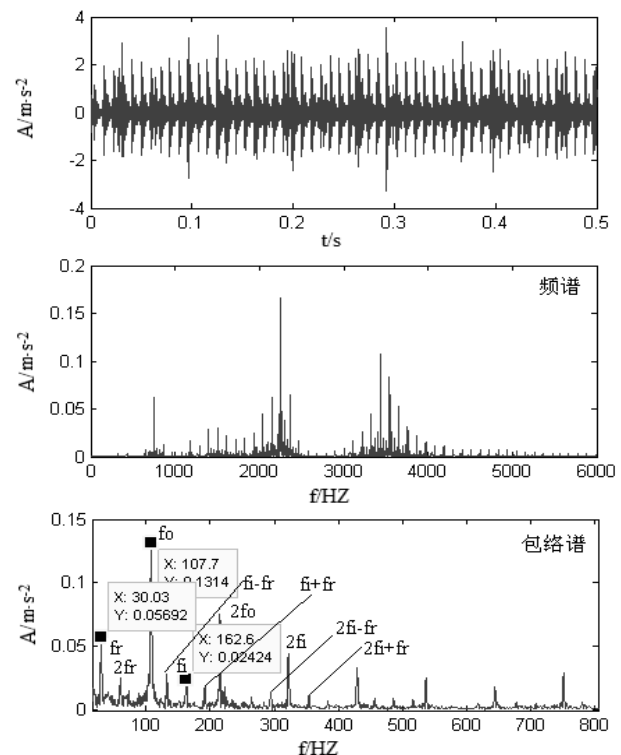 4
2
0
-2
-4
A/m·s-2
0 0.1 0.2 0.3 0.4 0.5
t/s
0.2
0.15
0.1
0.05
0
A/m·s-2
频谱
0 1000 2000 3000 4000 5000 6000
f/HZ
0.15
0.1
0.05
0
A/m·s-2
包络谱
fo
X: 107.7
Y: 0.1314
fi-fr
fi+fr
X: 30.03
Y: 0.05692
2fo
X: 162.6
Y: 0.02424
2fi
2fi-fr
2fi+fr
fr
2fr
fi
100 200 300 400 500 600 700 800
f/HZ